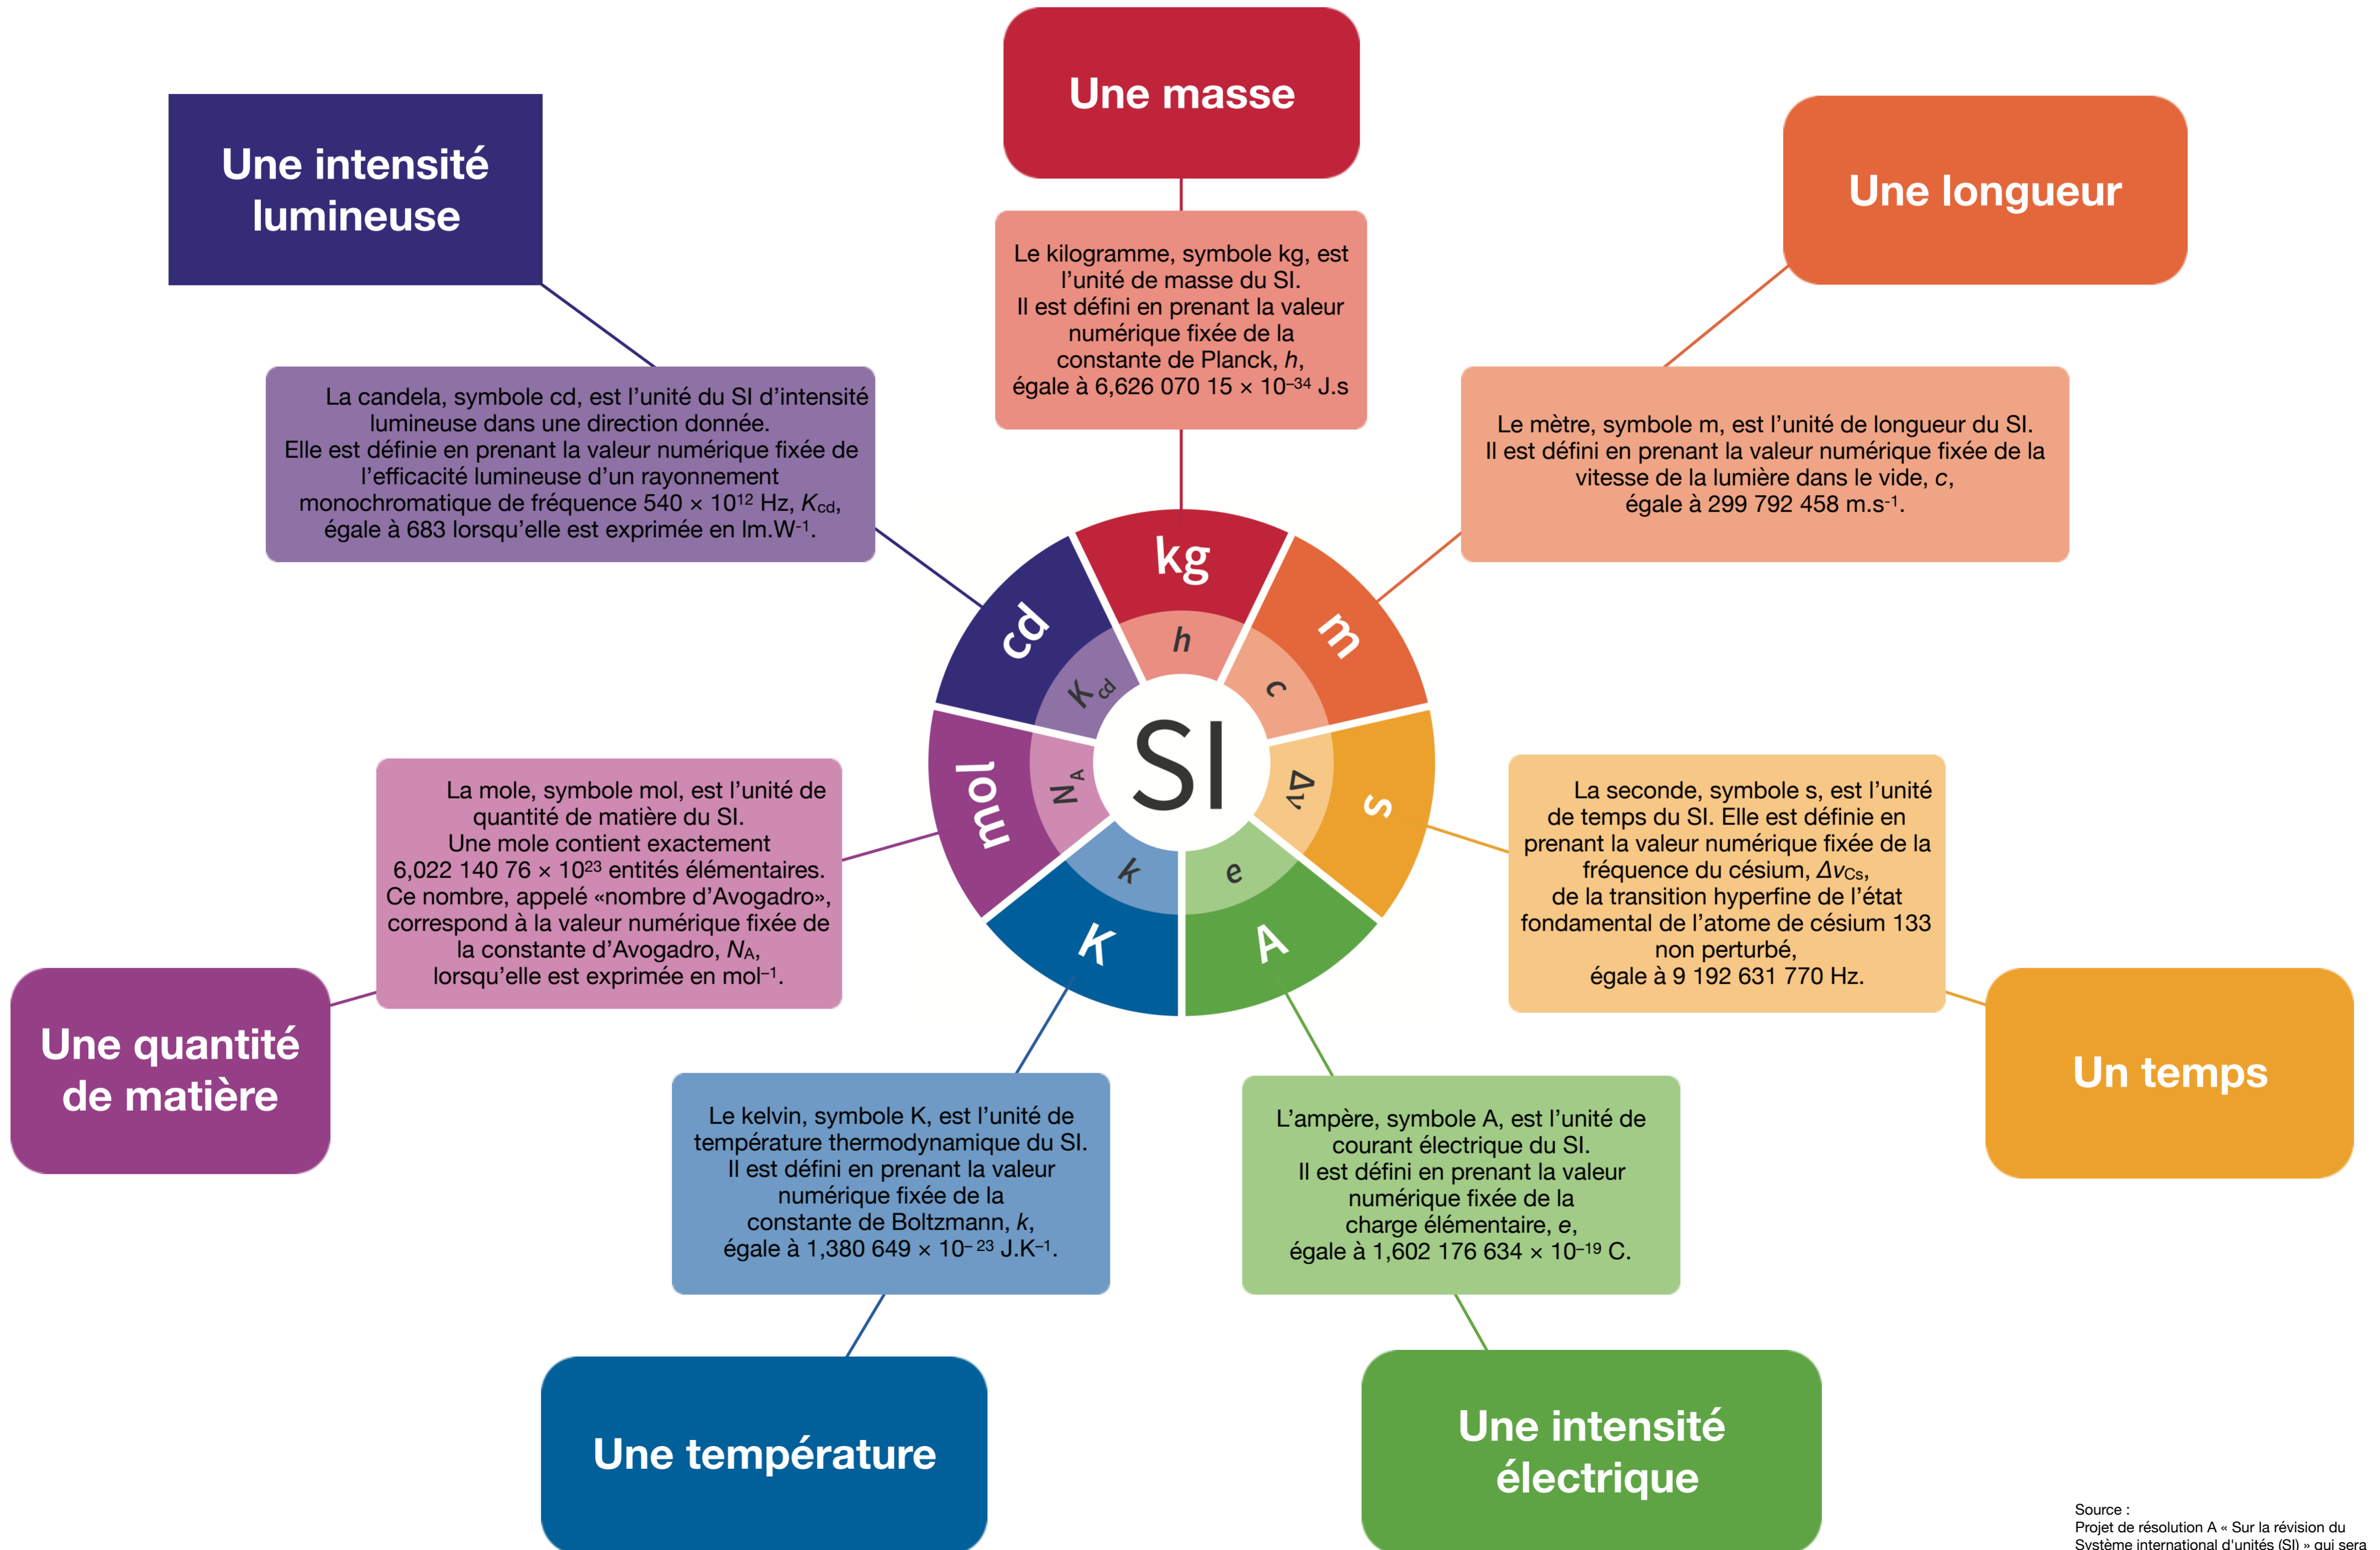 Une masse
Le kilogramme, symbole kg, est
l’unité de masse du SI.
Il est défini en prenant la valeur
numérique fixée de la
constante de Planck, h,
égale à 6,626 070 15 × 10⁻³⁴ J.s
Une longueur
Le mètre, symbole m, est l’unité de longueur du SI.
Il est défini en prenant la valeur numérique fixée de la
vitesse de la lumière dans le vide, c,
égale à 299 792 458 m.s⁻¹.
Une intensité
lumineuse
La candela, symbole cd, est l’unité du SI d’intensité
lumineuse dans une direction donnée.
Elle est définie en prenant la valeur numérique fixée de
l’efficacité lumineuse d’un rayonnement
monochromatique de fréquence 540 × 10¹² Hz, Kcd,
égale à 683 lorsqu’elle est exprimée en lm.W⁻¹.
kg
m
s
A
K
mol
cd
h
c
Δν
e
k
NA
Kcd
SI
La mole, symbole mol, est l’unité de
quantité de matière du SI.
Une mole contient exactement
6,022 140 76 × 10²³ entités élémentaires.
Ce nombre, appelé «nombre d’Avogadro»,
correspond à la valeur numérique fixée de
la constante d’Avogadro, NA,
lorsqu’elle est exprimée en mol⁻¹.
Une quantité
de matière
La seconde, symbole s, est l’unité
de temps du SI. Elle est définie en
prenant la valeur numérique fixée de la
fréquence du césium, ΔνCs,
de la transition hyperfine de l’état
fondamental de l’atome de césium 133
non perturbé,
égale à 9 192 631 770 Hz.
Un temps
Le kelvin, symbole K, est l’unité de
température thermodynamique du SI.
Il est défini en prenant la valeur
numérique fixée de la
constante de Boltzmann, k,
égale à 1,380 649 × 10⁻ ²³ J.K⁻¹.
Une température
L’ampère, symbole A, est l’unité de
courant électrique du SI.
Il est défini en prenant la valeur
numérique fixée de la
charge élémentaire, e,
égale à 1,602 176 634 × 10⁻¹⁹ C.
Une intensité
électrique
Source :
Projet de résolution A « Sur la révision du
Système international d'unités (SI) » qui sera